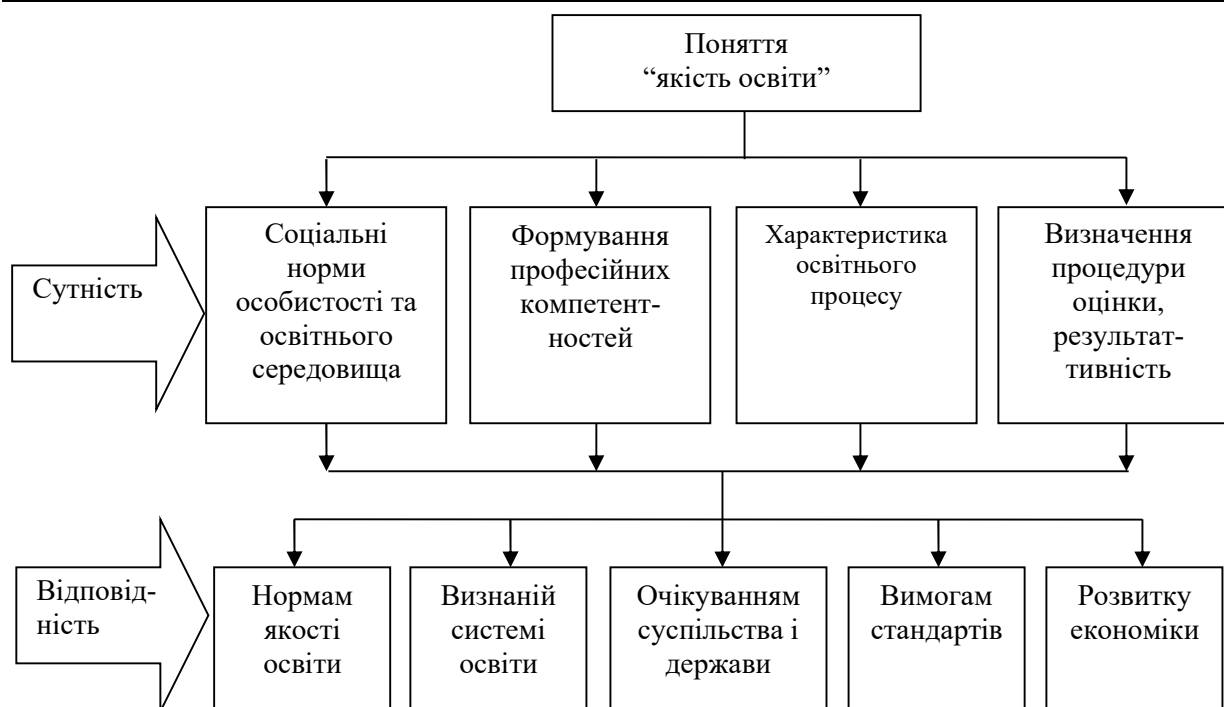 Поняття
“якість освіти”
Сутність
Соціальні
норми
особистості та
освітнього
середовища
Формування
професійних
компетент-
ностей
Характеристика
освітнього
процесу
Визначення
процедури
оцінки,
результат-
тивність
Відповід-
ність
Нормам
якості
освіти
Визнаній
системі
освіти
Очікуванням
суспільства і
держави
Вимогам
стандартів
Розвитку
економіки